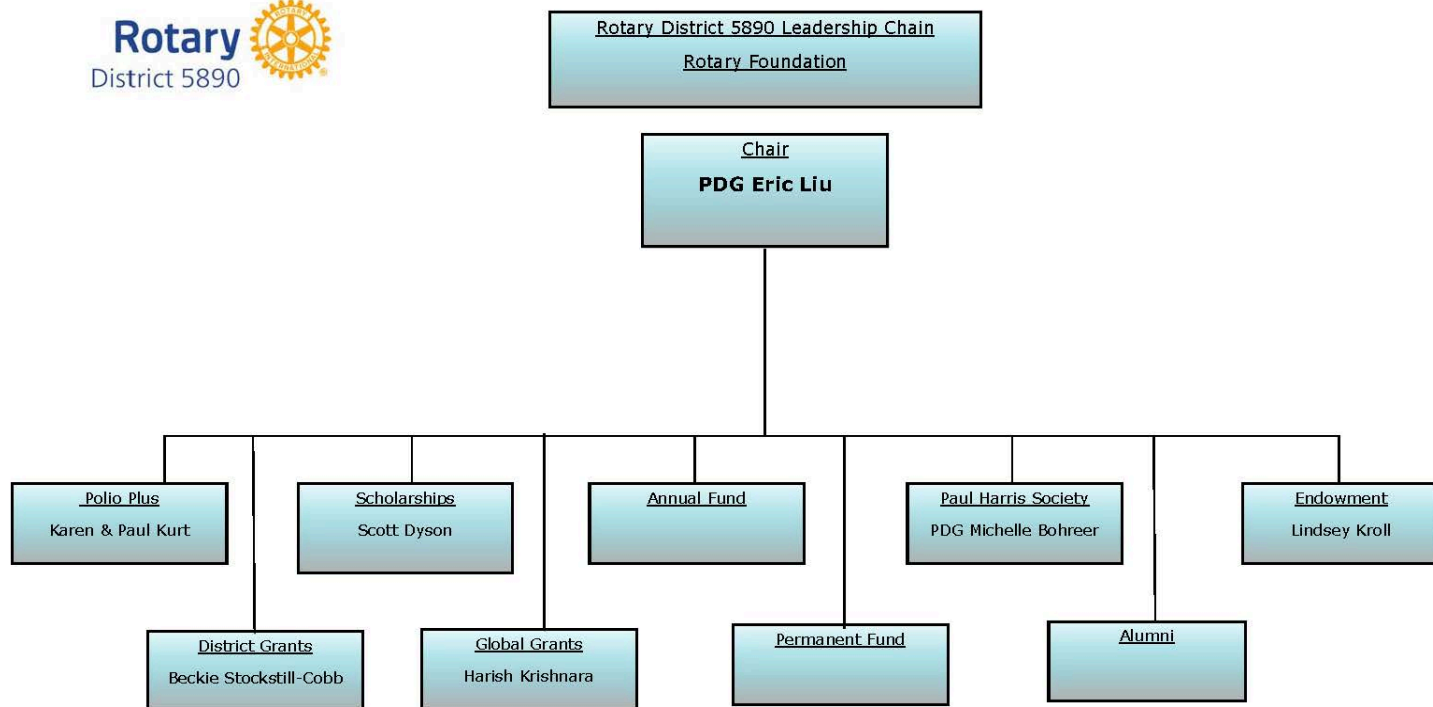 Rotary
District 5890
ROTARY
INTERNATIONAL
Rotary District 5890 Leadership Chain
Rotary Foundation
Chair
PDG Eric Liu
Polio Plus
Karen & Paul Kurt
Scholarships
Scott Dyson
Annual Fund
Paul Harris Society
PDG Michelle Bohreer
Endowment
Lindsey Kroll
District Grants
Beckie Stockstill-Cobb
Global Grants
Harish Krishnara
Permanent Fund
Alumni